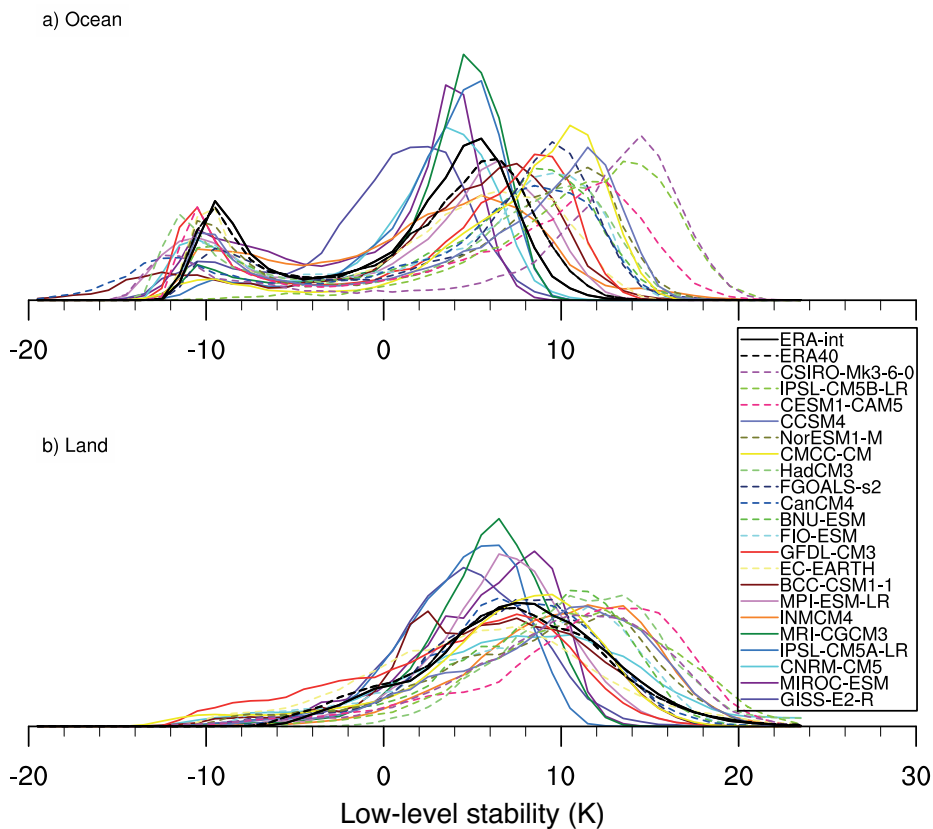 a) Ocean
-20 -10 0 10 20
ERA-int
ERA40
CSIRO-Mk3-6-0
IPSL-CM5B-LR
CESM1-CAM5
CCSM4
NorESM1-M
CMCC-CM
HadCM3
FGOALS-s2
CanCM4
BNU-ESM
FIO-ESM
GFDL-CM3
EC-EARTH
BCC-CSM1-1
MPI-ESM-LR
INMCM4
MRI-CGCM3
IPSL-CM5A-LR
CNRM-CM5
MIROC-ESM
GISS-E2-R
b) Land
-20 -10 0 10 20 30
Low-level stability (K)